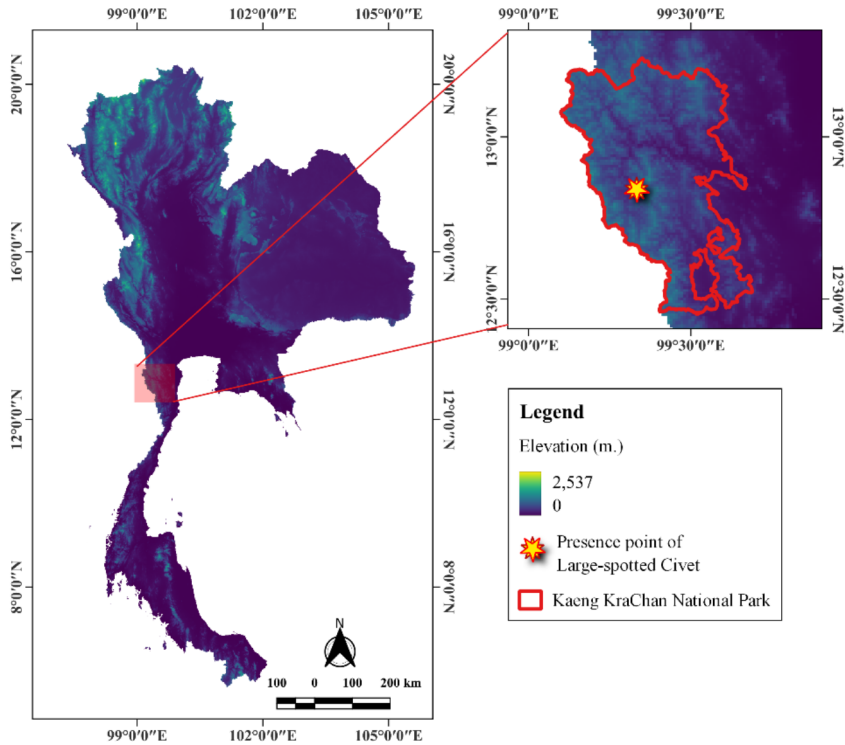 99°0'0"E 102°0'0"E 105°0'0"E
99°0'0"E 99°30'0"E
20°0'0"N
20°0'0"N
13°0'0"N
13°0'0"N
16°0'0"N
16°0'0"N
12°30'0"N
12°30'0"N
99°0'0"E 99°30'0"E
12°0'0"N
12°0'0"N
8°0'0"N
8°0'0"N
Legend
Elevation (m.)
2,537
0
Presence point of
Large-spotted Civet
Kaeng KraChan National Park
N
100 0 100 200 km
99°0'0"E 102°0'0"E 105°0'0"E